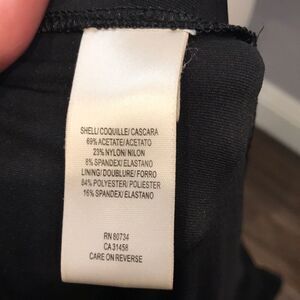 SHELL/ COQUILLE/ CASCARA
69% ACETATE/ ACETATO
23% NYLON/ NILON
8% SPANDEX/ ELASTANO
LINING/ DOUBLURE/ FORRO
84% POLYESTER/ POLIESTER
16% SPANDEX/ ELASTANO
RN 80734
CA 31458
CARE ON REVERSE